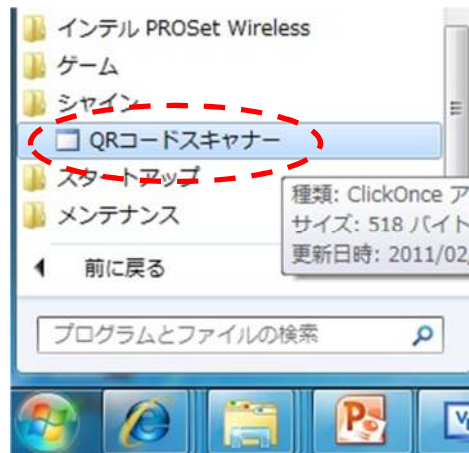 インテル PROSet Wireless
ゲーム
シャイン
QRコードスキャナー
スタートアップ
メンテナンス
種類: ClickOnce ア
サイズ: 518 バイト
更新日時: 2011/02/
前に戻る
プログラムとファイルの検索